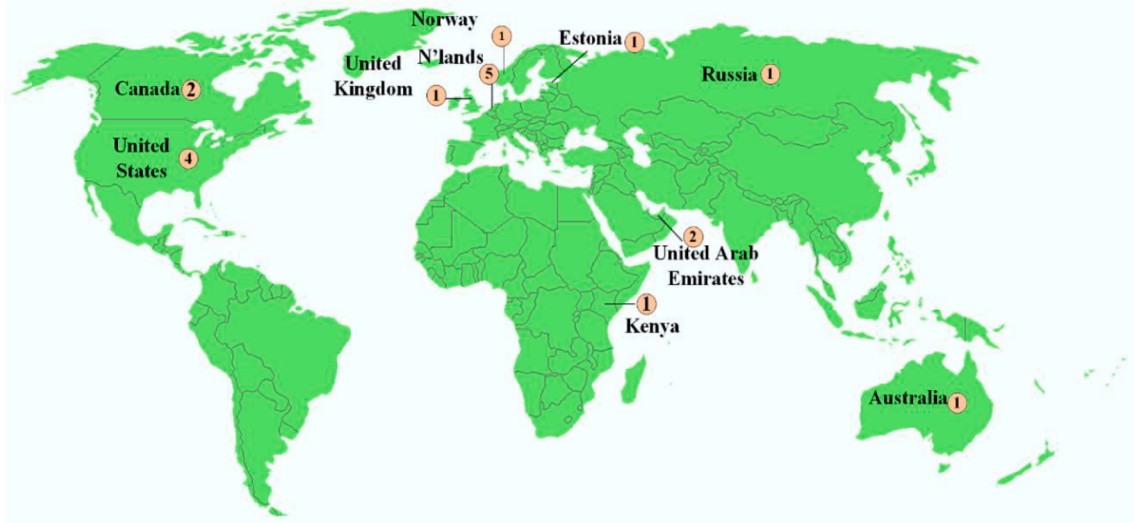 Norway
1
N'lands
5
Estonia 1
United
Kingdom 1
Canada 2
Russia 1
United
States 4
2
United Arab
Emirates
1
Kenya
Australia 1